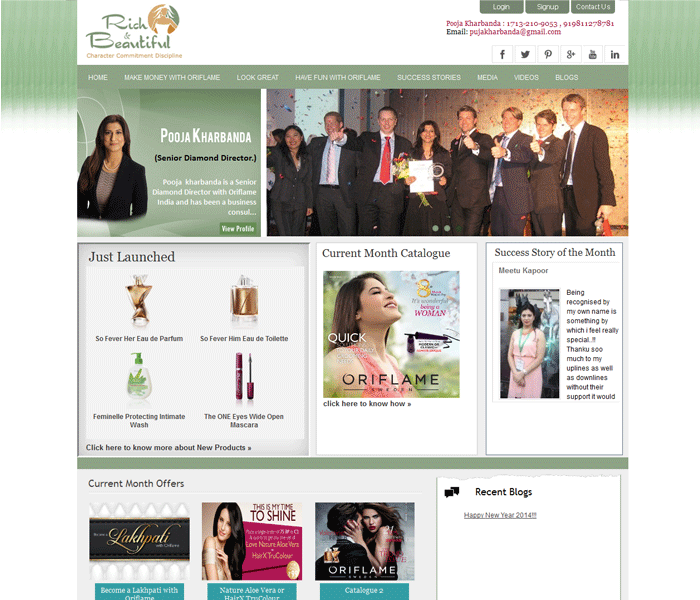 Login
Signup
Contact Us
Rich
&
Beautiful
Character Commitment Discipline
Pooja Kharbanda : 1713-210-9053 , 919811278781
Email: pujakharbanda@gmail.com
HOME
MAKE MONEY WITH ORIFLAME
LOOK GREAT
HAVE FUN WITH ORIFLAME
SUCCESS STORIES
MEDIA
VIDEOS
BLOGS
POOJA KHARBANDA
(Senior Diamond Director.)
Pooja kharbanda is a Senior
Diamond Director with Oriflame
India and has been a business
consul...
View Profile
Just Launched
So Fever Her Eau de Parfum
So Fever Him Eau de Toilette
Feminelle Protecting Intimate
Wash
The ONE Eyes Wide Open
Mascara
Click here to know more about New Products »
Current Month Catalogue
It's wonderful
being a
WOMAN
QUICK
ORIFLAME
SWEDEN
click here to know how »
Success Story of the Month
Meetu Kapoor
Being
recognised by
my own name is
something by
which i feel really
special..!!
Thanku soo
much to my
uplines as well
as downlines
without their
support it would
Current Month Offers
Lakhpati
Become a Lakhpati with
Oriflame
THIS IS MY TIME
TO SHINE
Love Nature Aloe Vera
& HairX TruColour
Nature Aloe Vera or
HairX TruColour
ORIFLAME
SWEDEN
Catalogue 2
Recent Blogs
Happy New Year 2014!!!